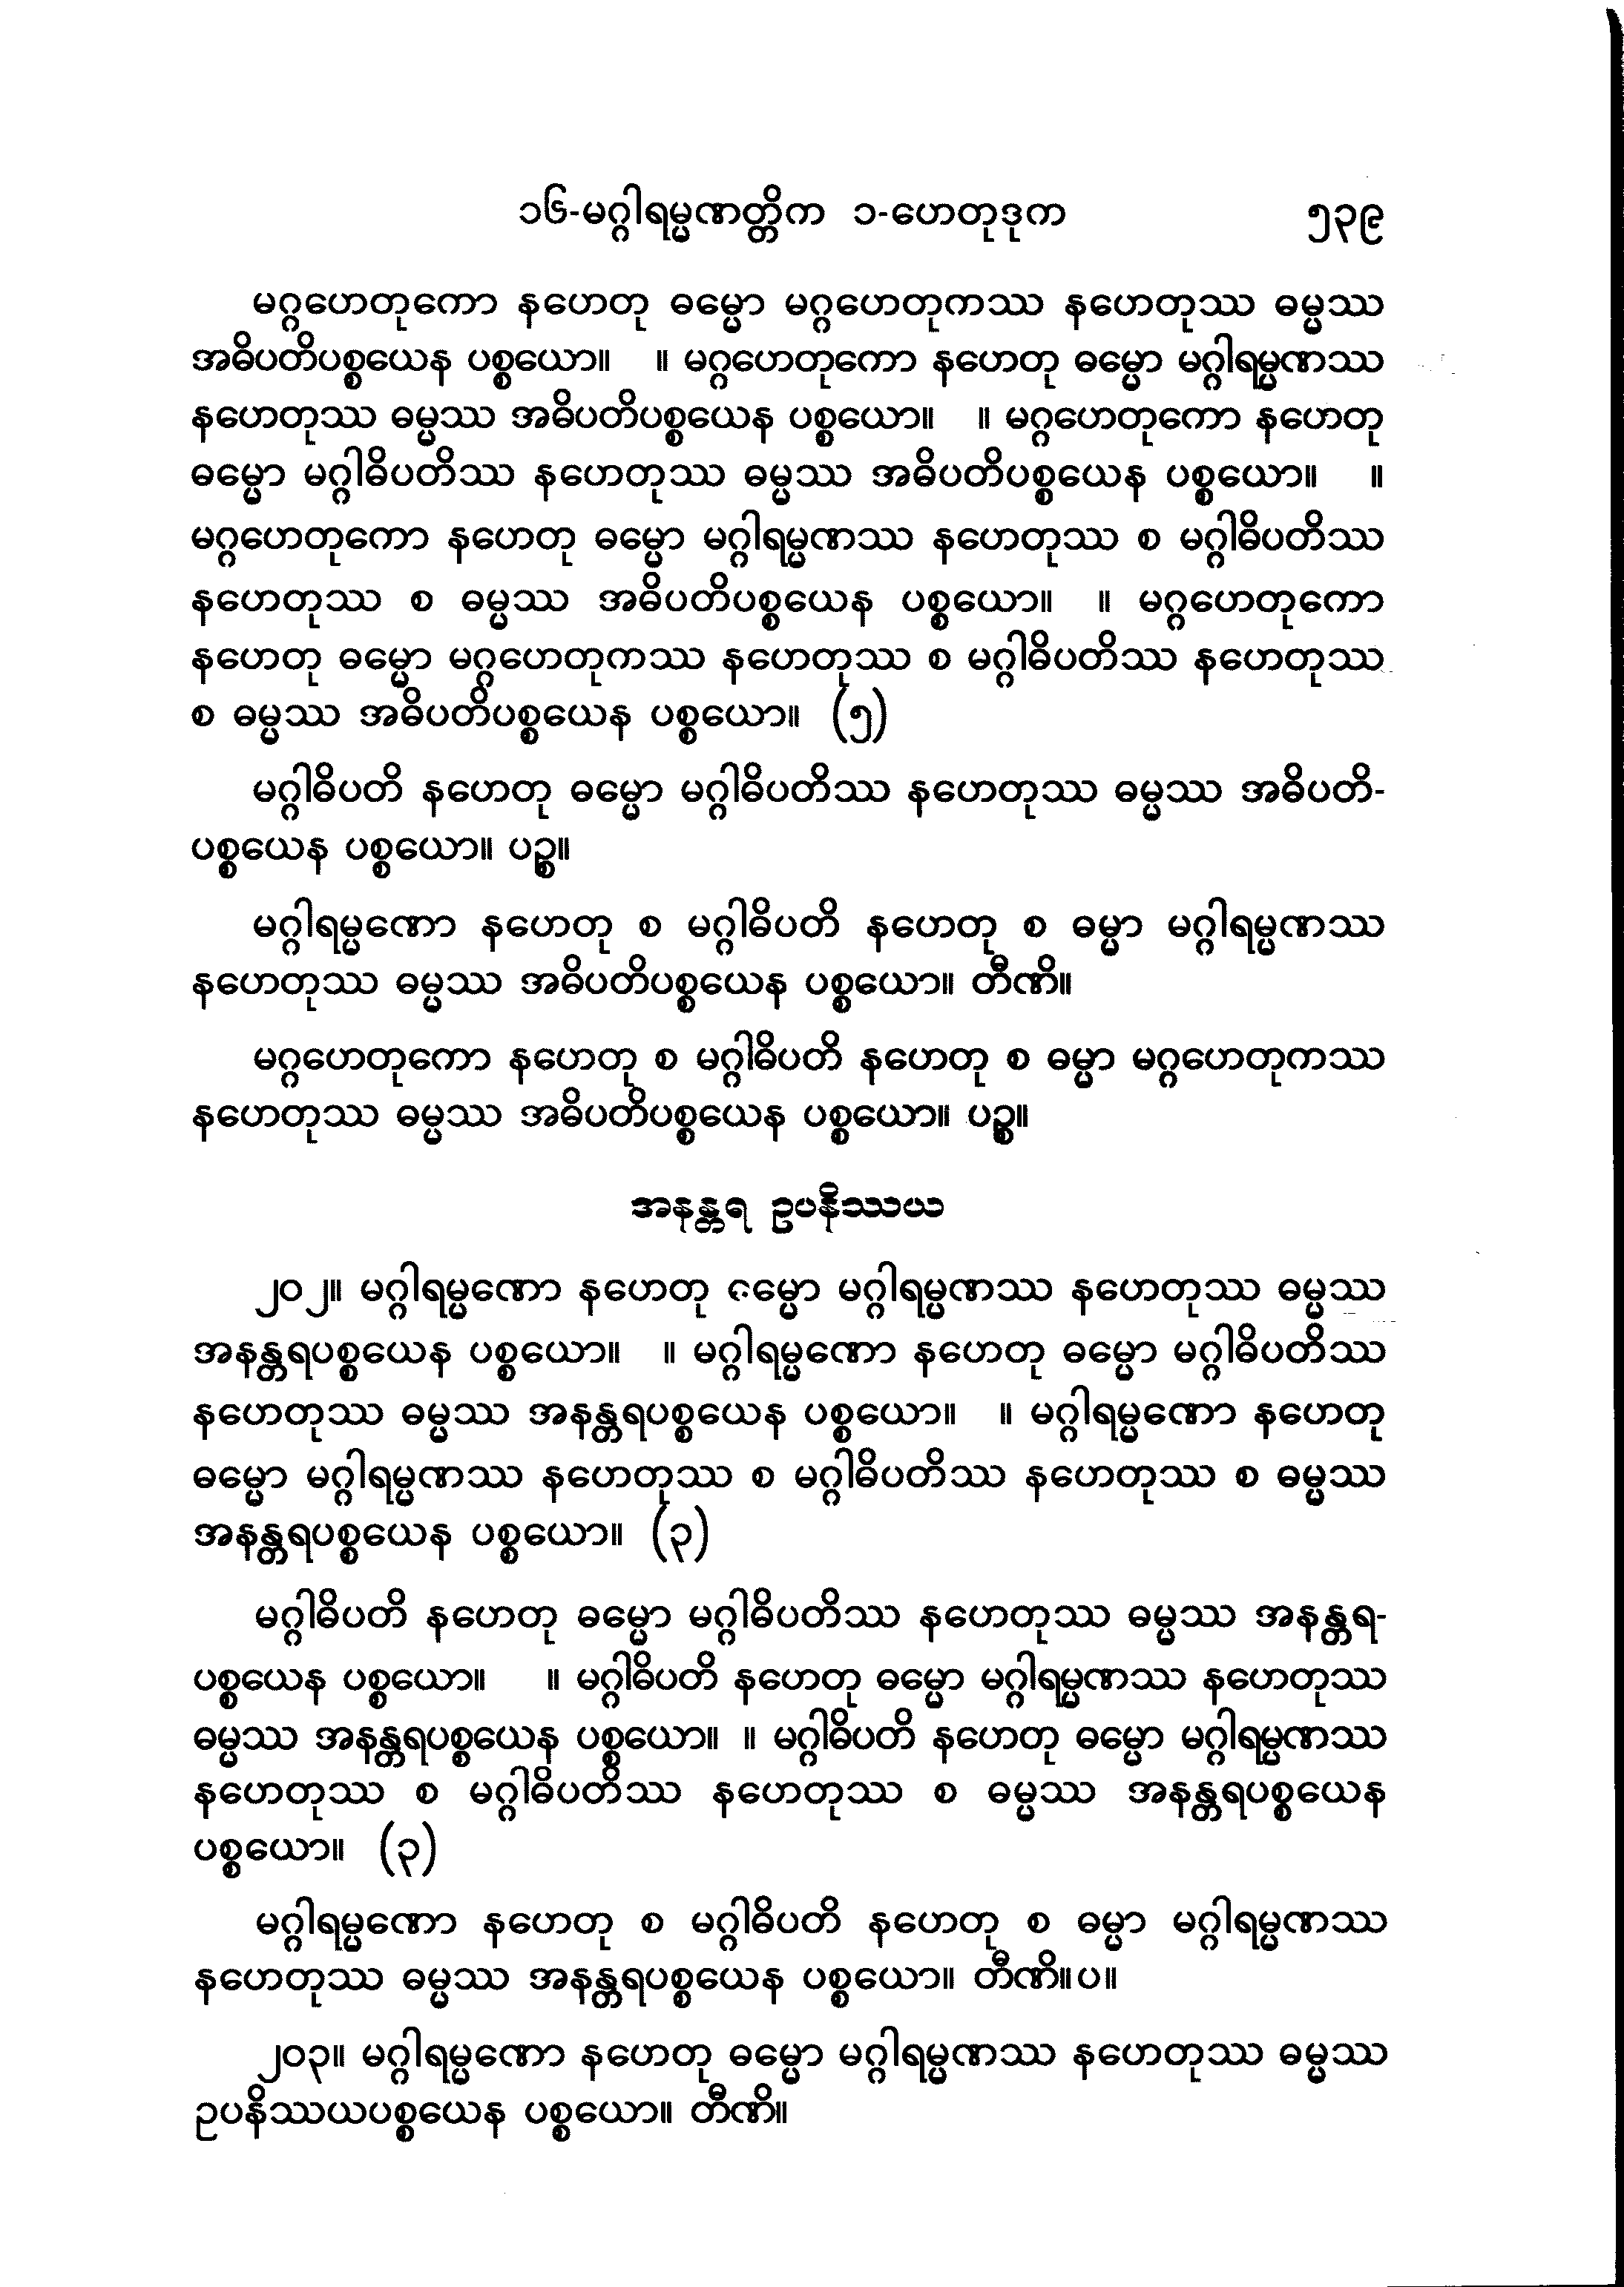 ၁၆-မဂ္ဂါရမ္မဏတ္တိက ၁-ဟေတုဒုက ၅၃၉
မဂ္ဂဟေတုကော နဟေတု ဓမ္မော မဂ္ဂဟေတုကဿ နဟေတုဿ ဓမ္မဿ
အဓိပတိပစ္စယေန ပစ္စယော။ ။ မဂ္ဂဟေတုကော နဟေတု ဓမ္မော မဂ္ဂါရမ္မဏဿ
နဟေတုဿ ဓမ္မဿ အဓိပတိပစ္စယေန ပစ္စယော။ ။ မဂ္ဂဟေတုကော နဟေတု
ဓမ္မော မဂ္ဂါဓိပတိဿ နဟေတုဿ ဓမ္မဿ အဓိပတိပစ္စယေန ပစ္စယော။ ။
မဂ္ဂဟေတုကော နဟေတု ဓမ္မော မဂ္ဂါရမ္မဏဿ နဟေတုဿ စ မဂ္ဂါဓိပတိဿ
နဟေတုဿ စ ဓမ္မဿ အဓိပတိပစ္စယေန ပစ္စယော။ ။ မဂ္ဂဟေတုကော
နဟေတု ဓမ္မော မဂ္ဂဟေတုကဿ နဟေတုဿ စ မဂ္ဂါဓိပတိဿ နဟေတုဿ
စ ဓမ္မဿ အဓိပတိပစ္စယေန ပစ္စယော။ (၅)
မဂ္ဂါဓိပတိ နဟေတု ဓမ္မော မဂ္ဂါဓိပတိဿ နဟေတုဿ ဓမ္မဿ အဓိပတိ-
ပစ္စယေန ပစ္စယော။ ပဉ္စ။
မဂ္ဂါရမ္မဏော နဟေတု စ မဂ္ဂါဓိပတိ နဟေတု စ ဓမ္မာ မဂ္ဂါရမ္မဏဿ
နဟေတုဿ ဓမ္မဿ အဓိပတိပစ္စယေန ပစ္စယော။ တီဏိ။
မဂ္ဂဟေတုကော နဟေတု စ မဂ္ဂါဓိပတိ နဟေတု စ ဓမ္မာ မဂ္ဂဟေတုကဿ
နဟေတုဿ ဓမ္မဿ အဓိပတိပစ္စယေန ပစ္စယော။ ပဉ္စ။
အနန္တရ ဥပနိဿယ
၂၀၂။ မဂ္ဂါရမ္မဏော နဟေတု ဓမ္မော မဂ္ဂါရမ္မဏဿ နဟေတုဿ ဓမ္မဿ
အနန္တရပစ္စယေန ပစ္စယော။ ။ မဂ္ဂါရမ္မဏော နဟေတု ဓမ္မော မဂ္ဂါဓိပတိဿ
နဟေတုဿ ဓမ္မဿ အနန္တရပစ္စယေန ပစ္စယော။ ။ မဂ္ဂါရမ္မဏော နဟေတု
ဓမ္မော မဂ္ဂါရမ္မဏဿ နဟေတုဿ စ မဂ္ဂါဓိပတိဿ နဟေတုဿ စ ဓမ္မဿ
အနန္တရပစ္စယေန ပစ္စယော။ (၃)
မဂ္ဂါဓိပတိ နဟေတု ဓမ္မော မဂ္ဂါဓိပတိဿ နဟေတုဿ ဓမ္မဿ အနန္တရ-
ပစ္စယေန ပစ္စယော။ ။ မဂ္ဂါဓိပတိ နဟေတု ဓမ္မော မဂ္ဂါရမ္မဏဿ နဟေတုဿ
ဓမ္မဿ အနန္တရပစ္စယေန ပစ္စယော။ ။ မဂ္ဂါဓိပတိ နဟေတု ဓမ္မော မဂ္ဂါရမ္မဏဿ
နဟေတုဿ စ မဂ္ဂါဓိပတိဿ နဟေတုဿ စ ဓမ္မဿ အနန္တရပစ္စယေန
ပစ္စယော။ (၃)
မဂ္ဂါရမ္မဏော နဟေတု စ မဂ္ဂါဓိပတိ နဟေတု စ ဓမ္မာ မဂ္ဂါရမ္မဏဿ
နဟေတုဿ ဓမ္မဿ အနန္တရပစ္စယေန ပစ္စယော။ တီဏိ။ပ။
၂၀၃။ မဂ္ဂါရမ္မဏော နဟေတု ဓမ္မော မဂ္ဂါရမ္မဏဿ နဟေတုဿ ဓမ္မဿ
ဥပနိဿယပစ္စယေန ပစ္စယော။ တီဏိ။